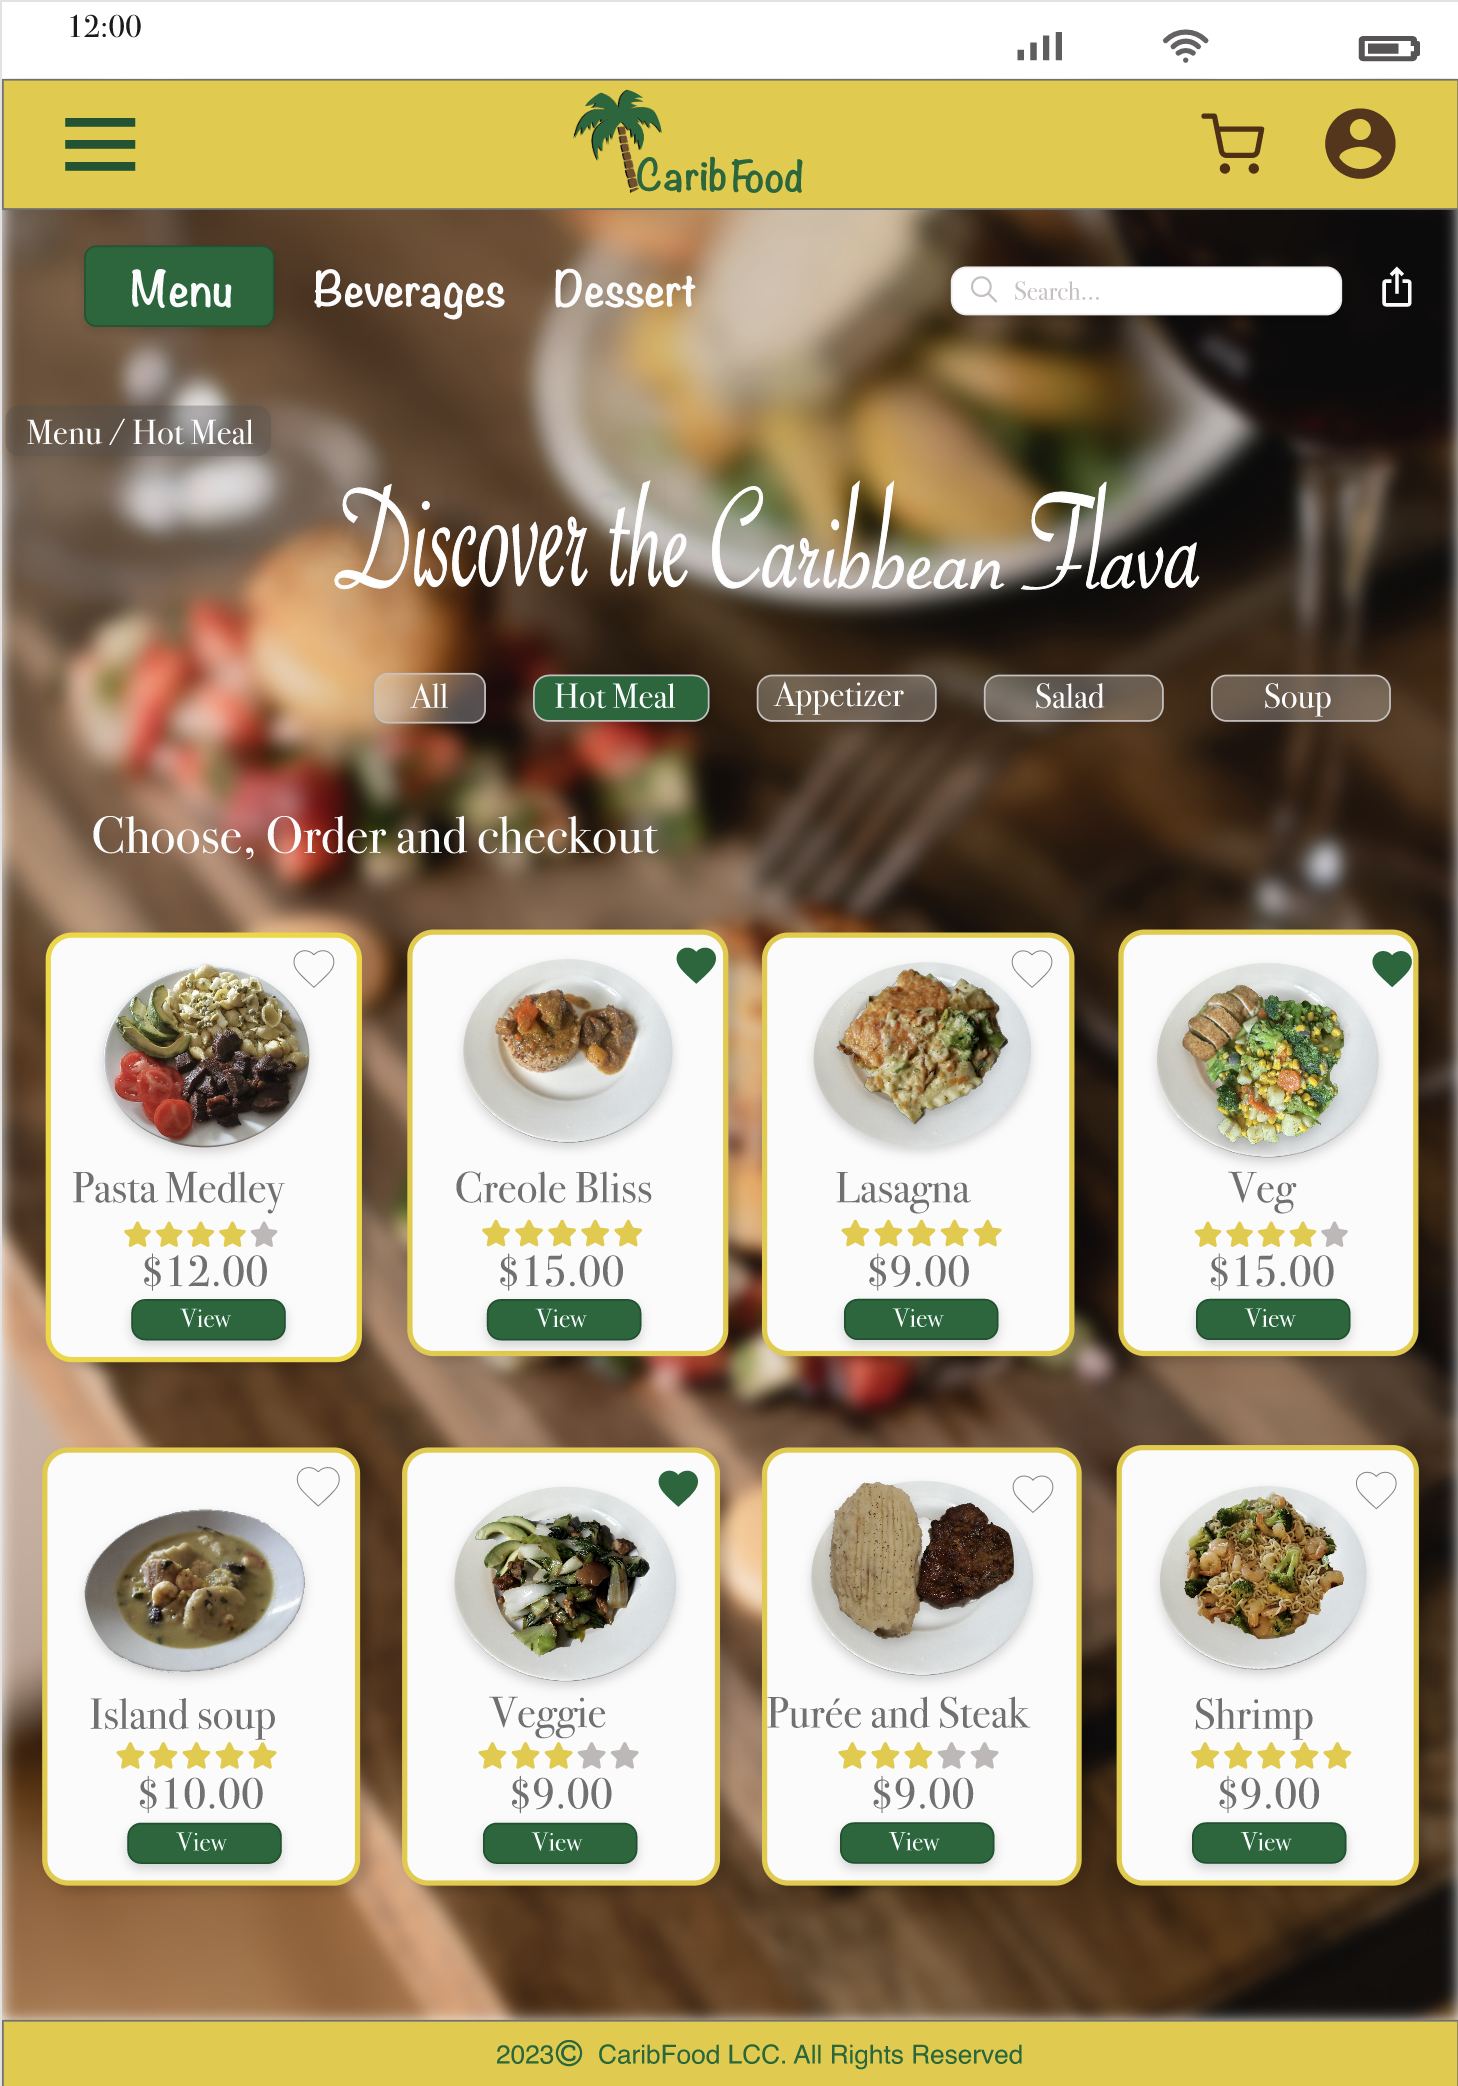 12:00
CaribFood
Menu Beverages Dessert
Search...
Menu / Hot Meal
Discover the Caribbean Flava
All Hot Meal Appetizer Salad Soup
Choose, Order and checkout
Pasta Medley Creole Bliss Lasagna Veg
$12.00 $15.00 $9.00 $15.00
View View View View
Island soup Veggie Purée and Steak Shrimp
$10.00 $9.00 $9.00 $9.00
View View View View
2023© CaribFood LCC. All Rights Reserved